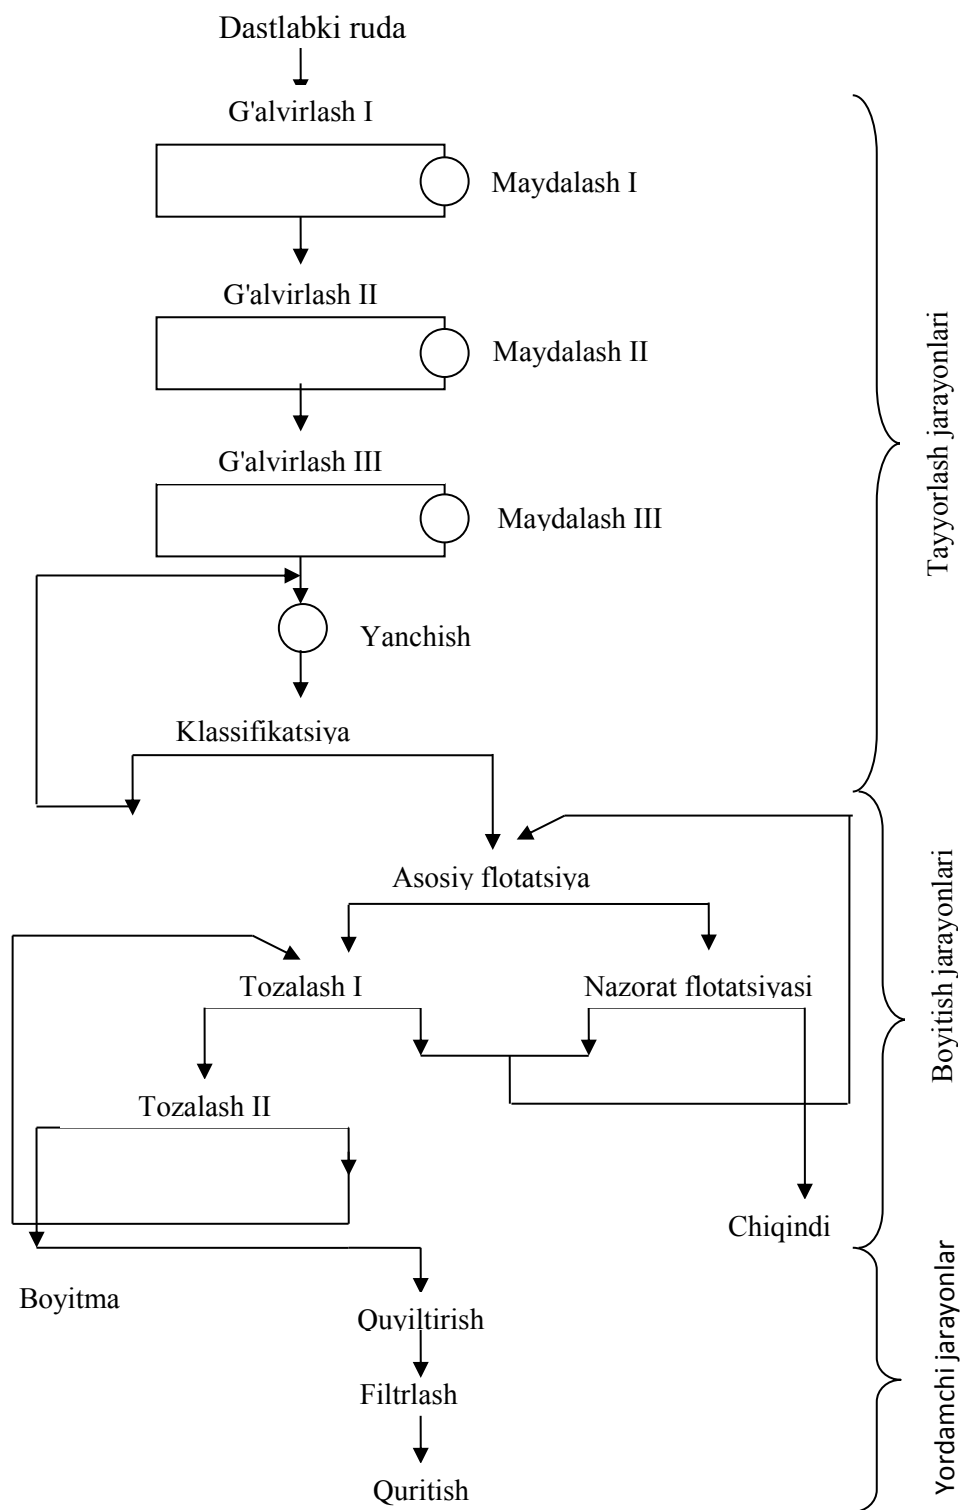 Dastlabki ruda
G'alvirlash I
Maydalash I
G'alvirlash II
Maydalash II
G'alvirlash III
Maydalash III
Yanchish
Klassifikatsiya
Tayyorlash jarayonlari
Asosiy flotatsiya
Tozalash I
Nazorat flotatsiyasi
Tozalash II
Chiqindi
Boyitish jarayonlari
Boyitma
Quyiltirish
Filtrlash
Quritish
Yordamchi jarayonlar